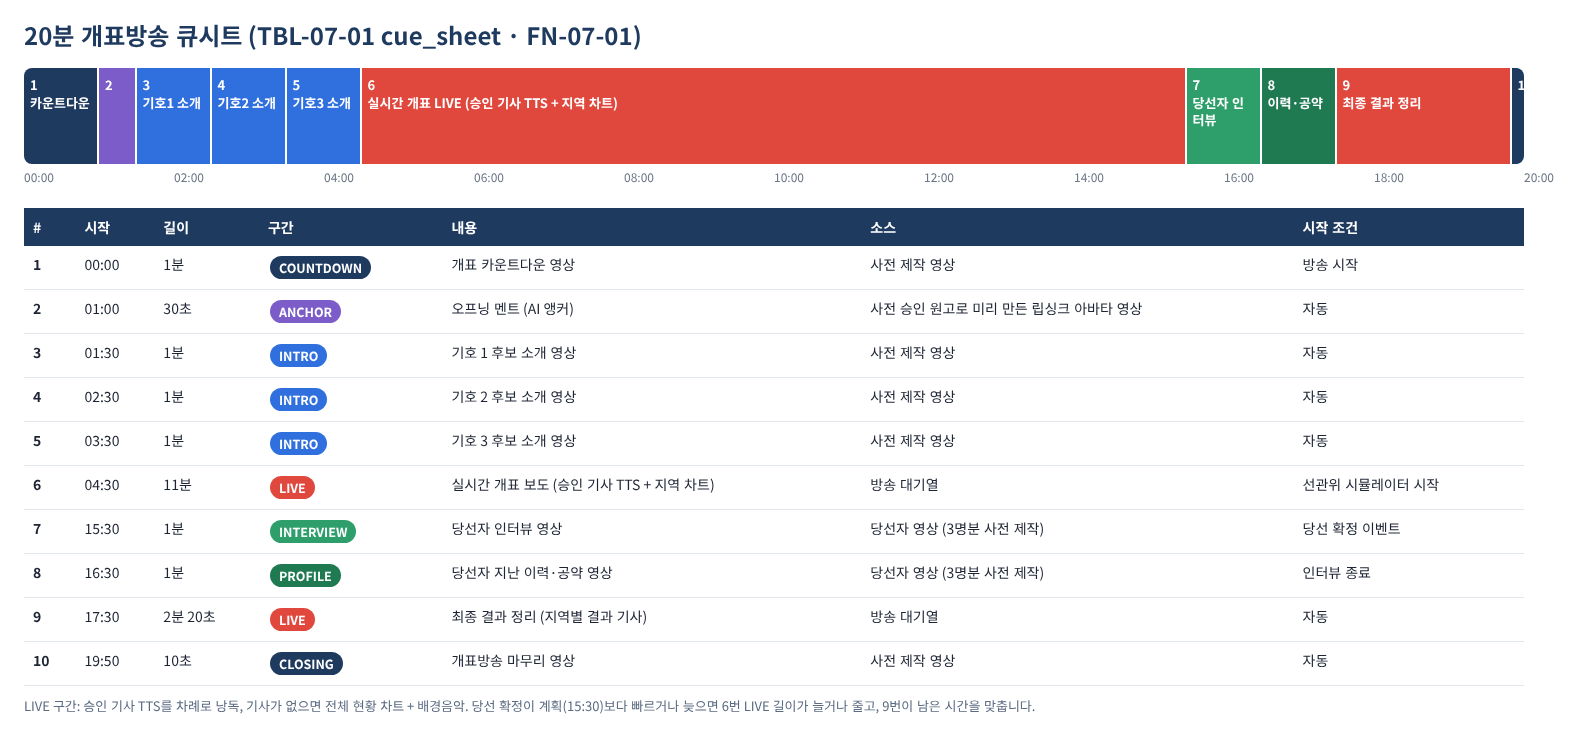 20분 개표방송 큐시트 (TBL-07-01 cue_sheet · FN-07-01)
1 2 3 4 5 6 7 8 9 1
카운트다운 기호1 소개 기호2 소개 기호3 소개 실시간 개표 LIVE (승인 기사 TTS + 지역 차트) 당선자 인 이력·공약 최종 결과 정리
터뷰
00:00 02:00 04:00 06:00 08:00 10:00 12:00 14:00 16:00 18:00 20:00
# 시작 길이 구간 내용 소스 시작 조건
1 00:00 1분 COUNTDOWN 개표 카운트다운 영상 사전 제작 영상 방송 시작
2 01:00 30초 ANCHOR 오프닝 멘트 (AI 앵커) 사전 승인 원고로 미리 만든 립싱크 아바타 영상 자동
3 01:30 1분 INTRO 기호 1 후보 소개 영상 사전 제작 영상 자동
4 02:30 1분 INTRO 기호 2 후보 소개 영상 사전 제작 영상 자동
5 03:30 1분 INTRO 기호 3 후보 소개 영상 사전 제작 영상 자동
6 04:30 11분 LIVE 실시간 개표 보도 (승인 기사 TTS + 지역 차트) 방송 대기열 선관위 시뮬레이터 시작
7 15:30 1분 INTERVIEW 당선자 인터뷰 영상 당선자 영상 (3명분 사전 제작) 당선 확정 이벤트
8 16:30 1분 PROFILE 당선자 지난 이력·공약 영상 당선자 영상 (3명분 사전 제작) 인터뷰 종료
9 17:30 2분 20초 LIVE 최종 결과 정리 (지역별 결과 기사) 방송 대기열 자동
10 19:50 10초 CLOSING 개표방송 마무리 영상 사전 제작 영상 자동
LIVE 구간: 승인 기사 TTS를 차례로 낭독, 기사가 없으면 전체 현황 차트 + 배경음악. 당선 확정이 계획(15:30)보다 빠르거나 늦으면 6번 LIVE 길이가 늘거나 줄고, 9번이 남은 시간을 맞춥니다.